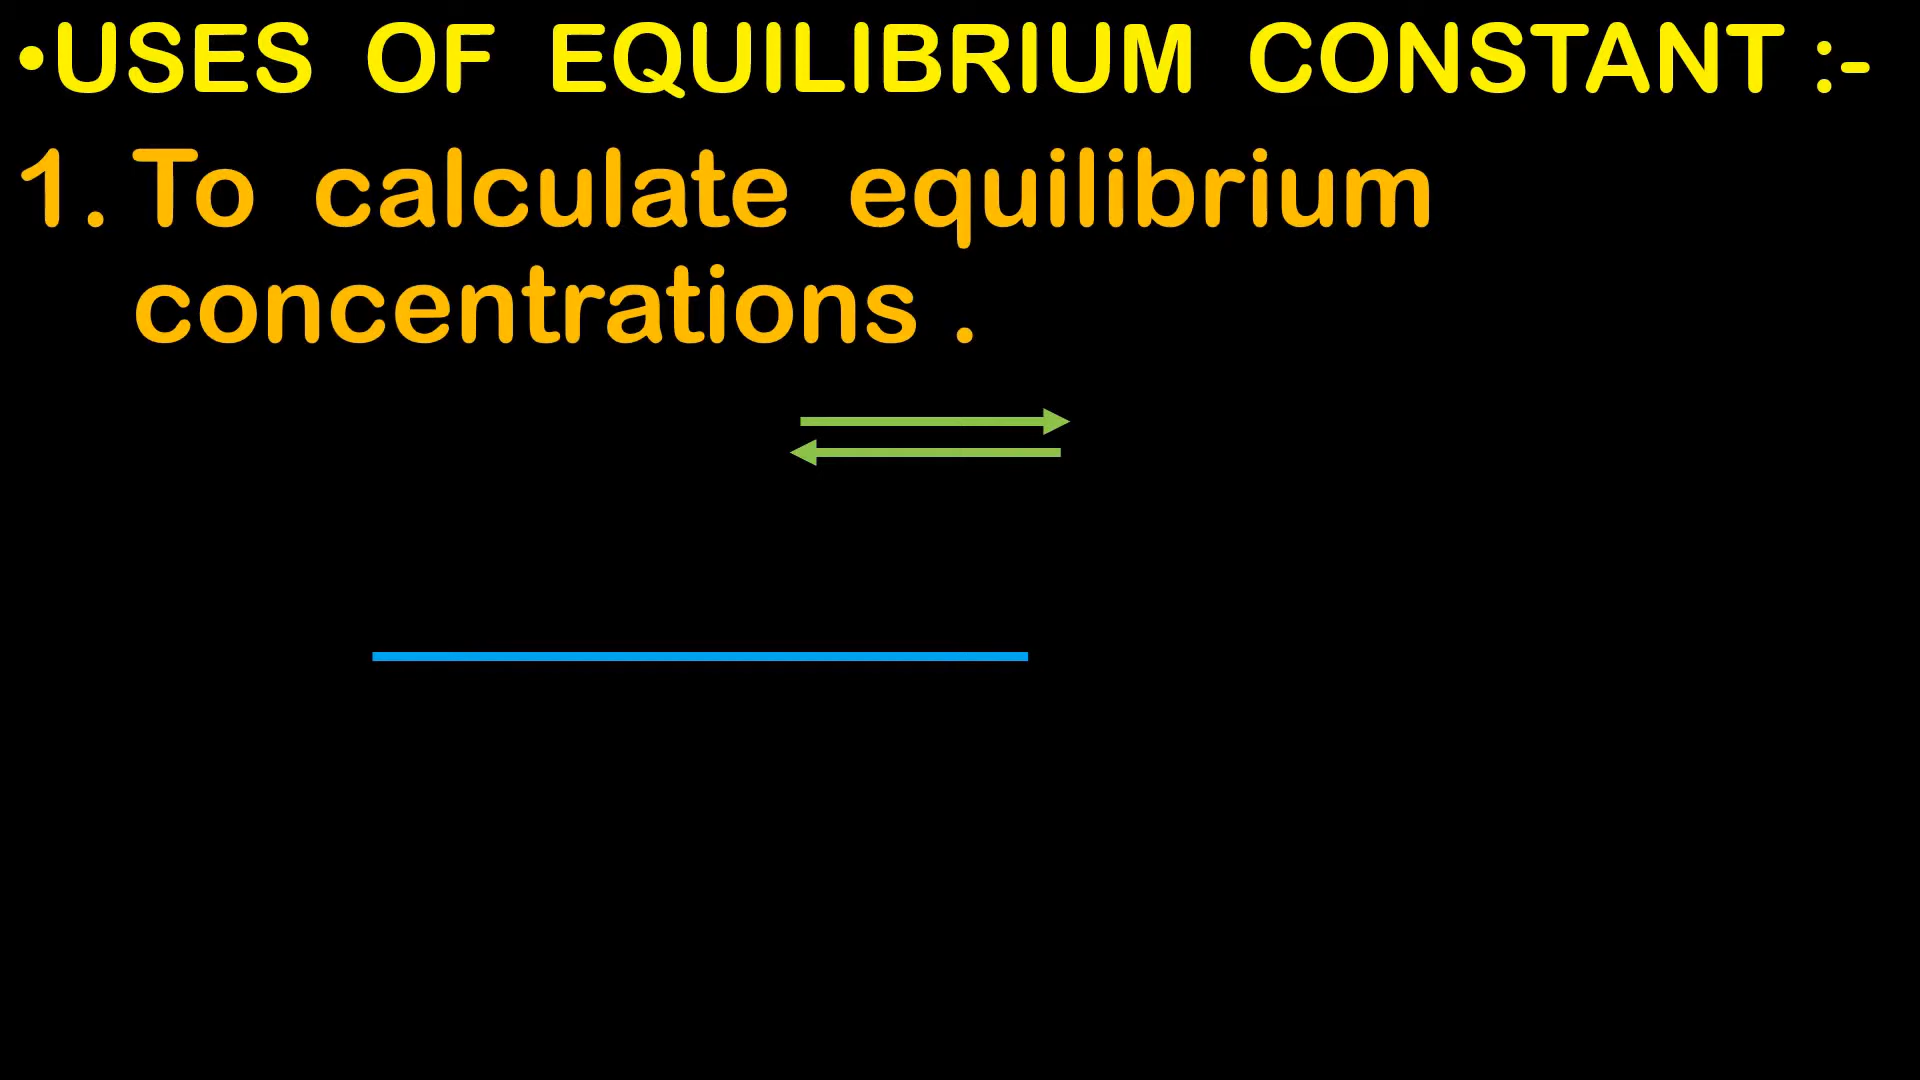 •USES OF EQUILIBRIUM CONSTANT :-
1. To calculate equilibrium
concentrations .